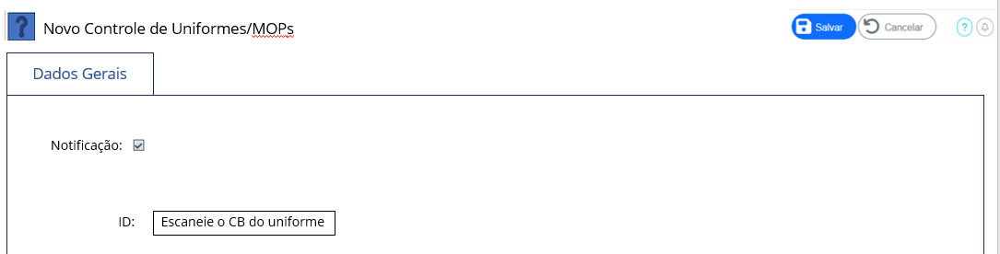 Novo Controle de Uniformes/MOPs
Salvar
Cancelar
?
Dados Gerais
Notificação:
ID:
Escaneie o CB do uniforme